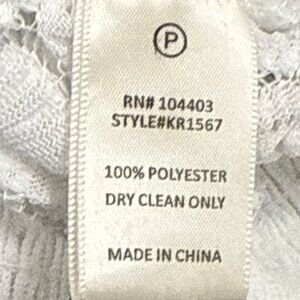 P
RN# 104403
STYLE#KR1567
100% POLYESTER
DRY CLEAN ONLY
MADE IN CHINA